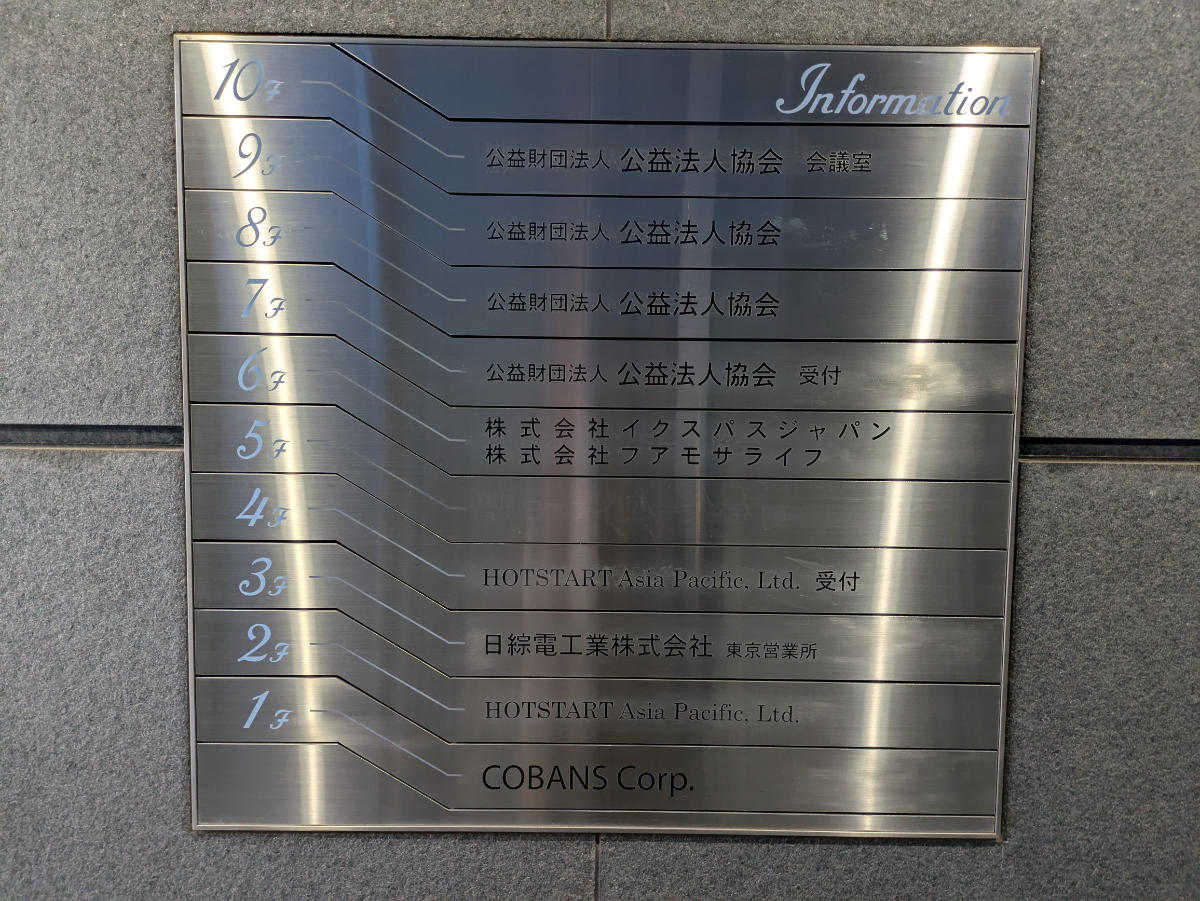 Information
10F 公益財団法人 公益法人協会 会議室
9F 公益財団法人 公益法人協会
8F 公益財団法人 公益法人協会
7F 公益財団法人 公益法人協会 受付
6F 株式会社イクスパスジャパン
株式会社フアモサライフ
5F
4F HOTSTART Asia Pacific, Ltd. 受付
3F 日綜電工業株式会社 東京営業所
2F HOTSTART Asia Pacific, Ltd.
1F COBANS Corp.